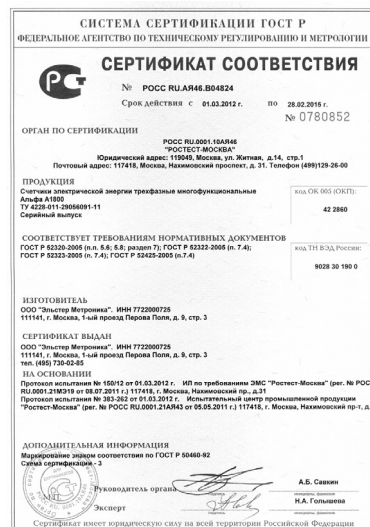 СИСТЕМА СЕРТИФИКАЦИИ ГОСТ Р
ФЕДЕРАЛЬНОЕ АГЕНТСТВО ПО ТЕХНИЧЕСКОМУ РЕГУЛИРОВАНИЮ И МЕТРОЛОГИИ
СЕРТИФИКАТ СООТВЕТСТВИЯ
№ РОСС RU.АЯ46.В04824
Срок действия с 01.03.2012 г. по 28.02.2015 г.
№ 0780852
ОРГАН ПО СЕРТИФИКАЦИИ
РОСС RU.0001.10АЯ46
"РОСТЕСТ-МОСКВА"
Юридический адрес: 119049, Москва, ул. Житная, д.14, стр.1
Почтовый адрес: 117418, Москва, Нахимовский проспект, д. 31. Телефон (499)129-26-00
ПРОДУКЦИЯ
Счетчики электрической энергии трехфазные многофункциональные
Альфа А1800
ТУ 4228-011-29056091-11
Серийный выпуск
код ОК 005 (ОКП):
42 2860
СООТВЕТСТВУЕТ ТРЕБОВАНИЯМ НОРМАТИВНЫХ ДОКУМЕНТОВ
ГОСТ Р 52320-2005 (п.п. 5.6; 5.8; раздел 7); ГОСТ Р 52322-2005 (п. 7.4);
ГОСТ Р 52323-2005 (п. 7.4); ГОСТ Р 52425-2005 (п.7.4)
код ТН ВЭД России:
9028 30 190 0
ИЗГОТОВИТЕЛЬ
ООО "Эльстер Метроника". ИНН 7722000725
111141, г. Москва, 1-ый проезд Перова Поля, д. 9, стр. 3
СЕРТИФИКАТ ВЫДАН
ООО "Эльстер Метроника". ИНН 7722000725
111141, г. Москва, 1-ый проезд Перова Поля, д. 9, стр. 3
тел. (495) 730-02-85
НА ОСНОВАНИИ
Протокол испытания № 150/12 от 01.03.2012 г. ИЛ по требованиям ЭМС "Ростест-Москва" (рег. № РОСС
RU.0001.21МЭ19 от 08.07.2011 г.) 117418, г. Москва, Нахимовский пр., д.31
Протокол испытания № 383-262 от 01.03.2012 г. Испытательный центр промышленной продукции
"Ростест-Москва" (рег. № РОСС RU.0001.21АЯ43 от 05.05.2011 г.) 117418, г. Москва, Нахимовский пр-т, д.
ДОПОЛНИТЕЛЬНАЯ ИНФОРМАЦИЯ
Маркирование знаком соответствия по ГОСТ Р 50460-92
Схема сертификации - 3
М.П.
Руководитель органа
А.Б. Савкин
Эксперт
Н.А. Голышева
Сертификат имеет юридическую силу на всей территории Российской Федерации